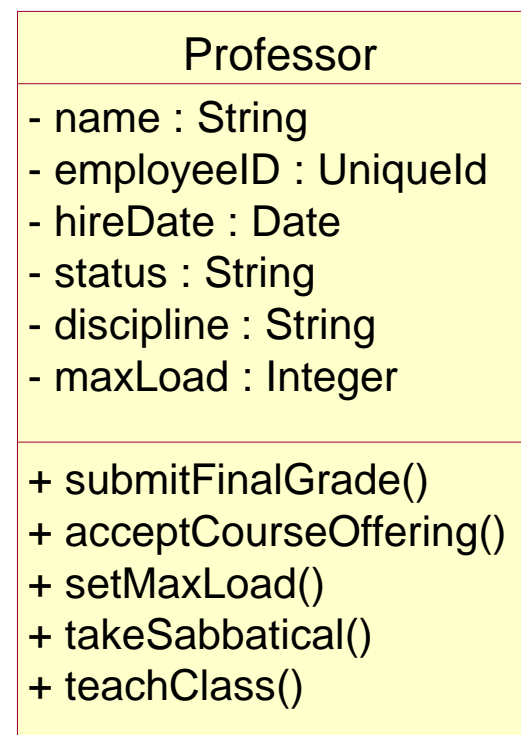 Professor
- name : String
- employeeID : UniqueId
- hireDate : Date
- status : String
- discipline : String
- maxLoad : Integer
+ submitFinalGrade()
+ acceptCourseOffering()
+ setMaxLoad()
+ takeSabbatical()
+ teachClass()